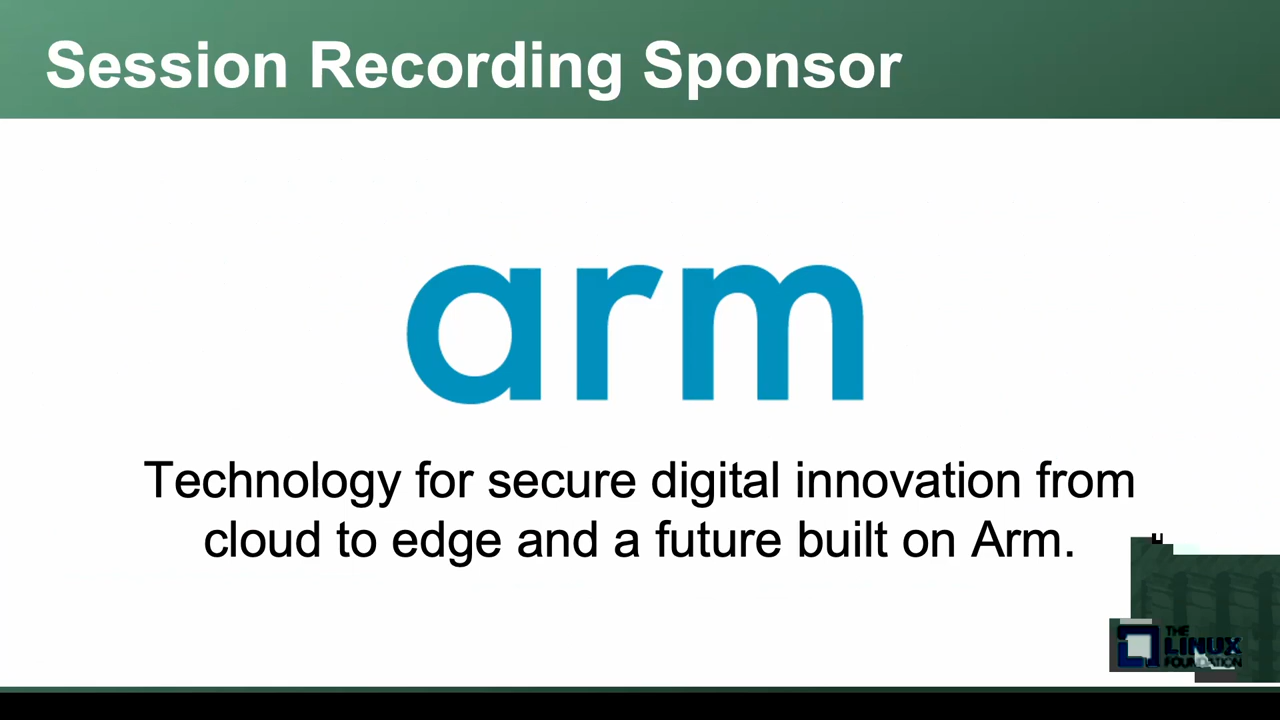 Session Recording Sponsor
arm
Technology for secure digital innovation from
cloud to edge and a future built on Arm.
THE
LINUX
FOUNDATION